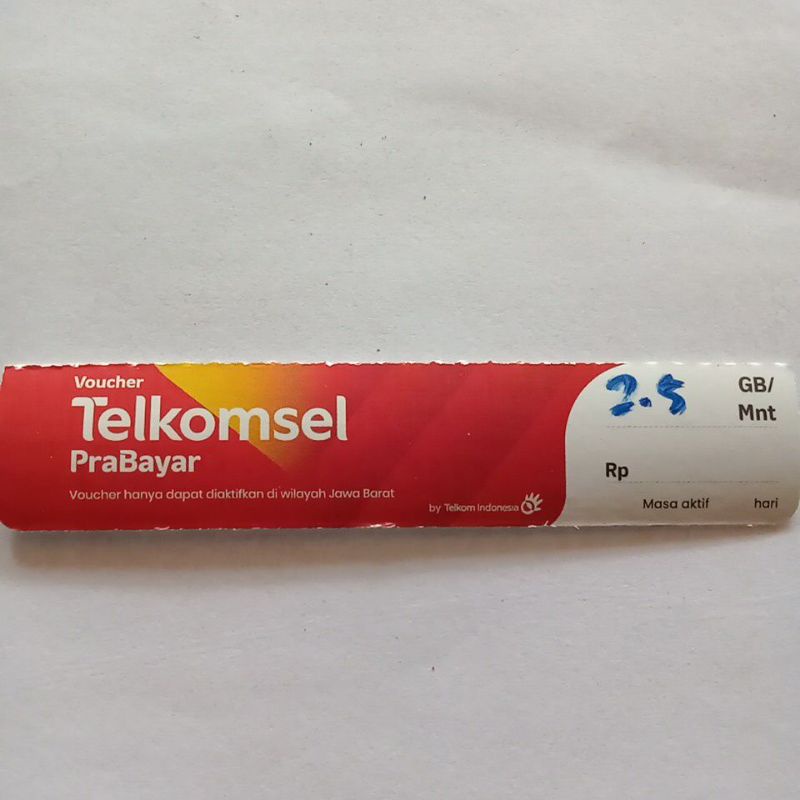 Voucher
Telkomsel
PraBayar
Voucher hanya dapat diaktifkan di wilayah Jawa Barat
by Telkom Indonesia
2.5 GB/
Mnt
Rp
Masa aktif hari